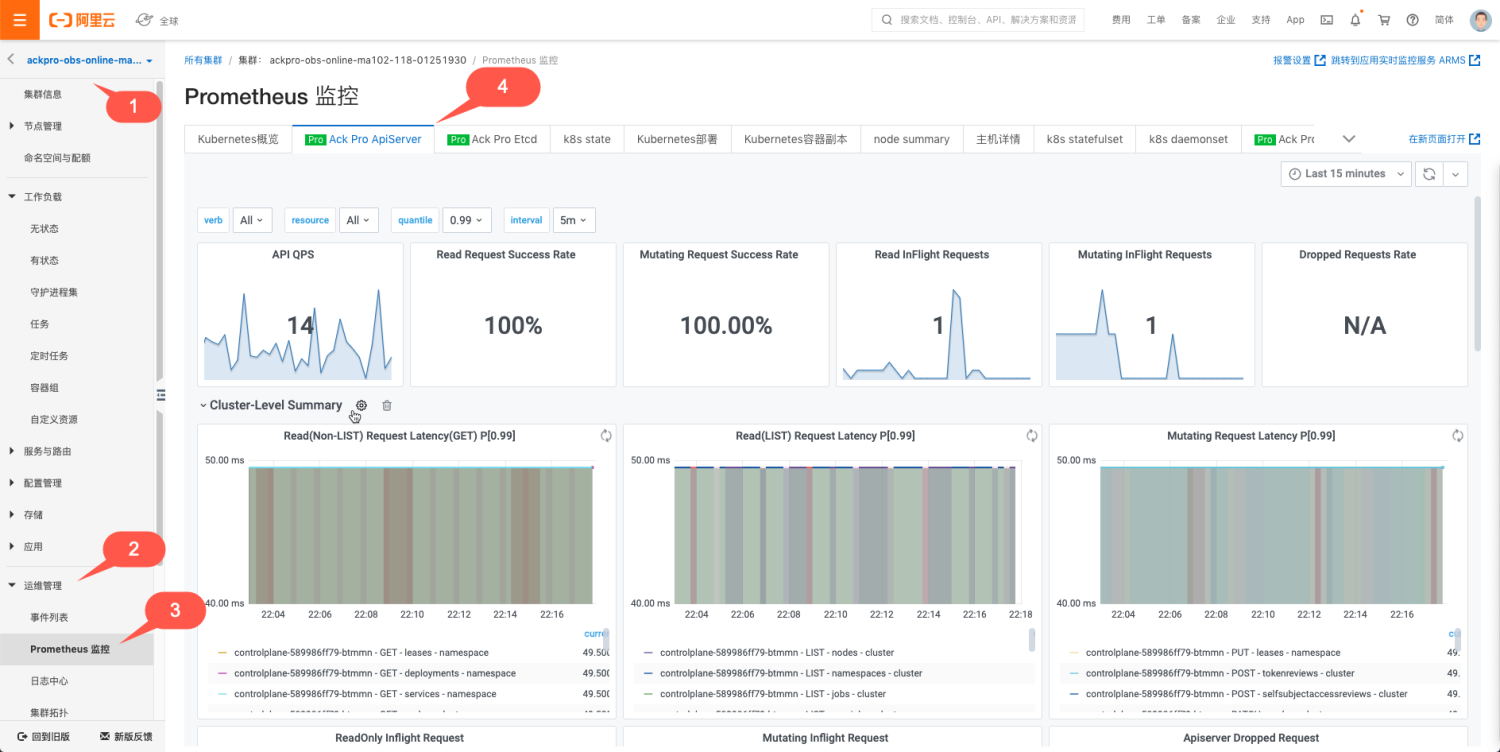 阿里云
全球
搜索文档、控制台、API、解决方案和资源
费用
工单
备案
企业
支持
App
简体
ackpro-obs-online-ma...
所有集群 / 集群： ackpro-obs-online-ma102-118-01251930 / Prometheus 监控
报警设置
跳转到应用实时监控服务 ARMS
集群信息
1
节点管理
命名空间与配额
工作负载
无状态
有状态
守护进程集
任务
定时任务
容器组
自定义资源
服务与路由
配置管理
存储
应用
2
运维管理
事件列表
3
Prometheus 监控
日志中心
集群拓扑
回到旧版
新版反馈
Prometheus 监控
4
Kubernetes概览
Pro Ack Pro ApiServer
Pro Ack Pro Etcd
k8s state
Kubernetes部署
Kubernetes容器副本
node summary
主机详情
k8s statefulset
k8s daemonset
Pro Ack Pro
在新页面打开
Last 15 minutes
verb All
resource All
quantile 0.99
interval 5m
API QPS
14
Read Request Success Rate
100%
Mutating Request Success Rate
100.00%
Read InFlight Requests
1
Mutating InFlight Requests
1
Dropped Requests Rate
N/A
Cluster-Level Summary
Read(Non-LIST) Request Latency(GET) P[0.99]
50.00 ms
40.00 ms
22:04 22:06 22:08 22:10 22:12 22:14 22:16
curre
controlplane-589986ff79-btmmn - GET - leases - namespace 49.500
controlplane-589986ff79-btmmn - GET - deployments - namespace 49.500
controlplane-589986ff79-btmmn - GET - services - namespace 49.500
Read(LIST) Request Latency P[0.99]
50.00 ms
40.00 ms
22:04 22:06 22:08 22:10 22:12 22:14 22:16 22:18
controlplane-589986ff79-btmmn - LIST - nodes - cluster
controlplane-589986ff79-btmmn - LIST - namespaces - cluster
controlplane-589986ff79-btmmn - LIST - jobs - cluster
Mutating Request Latency P[0.99]
50.00 ms
40.00 ms
22:04 22:06 22:08 22:10 22:12 22:14 22:16
cu
controlplane-589986ff79-btmmn - PUT - leases - namespace 49.
controlplane-589986ff79-btmmn - POST - tokenreviews - cluster 49.
controlplane-589986ff79-btmmn - POST - selfsubjectaccessreviews - cluster 49.
ReadOnly Inflight Request
Mutating Inflight Request
Apiserver Dropped Request